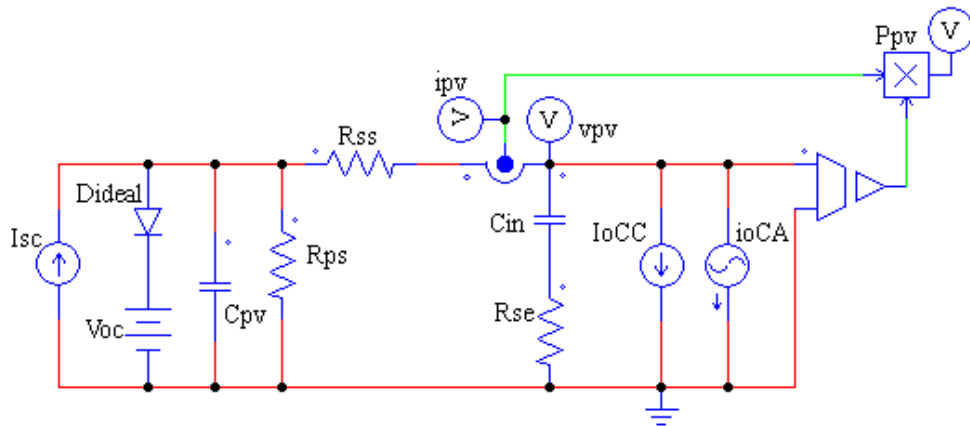 Ppv
V
ipv
V
V
vpv
Rss
Dideal
Isc
Cin
IoCC
ioCA
Rps
Voc
Cpv
Rse